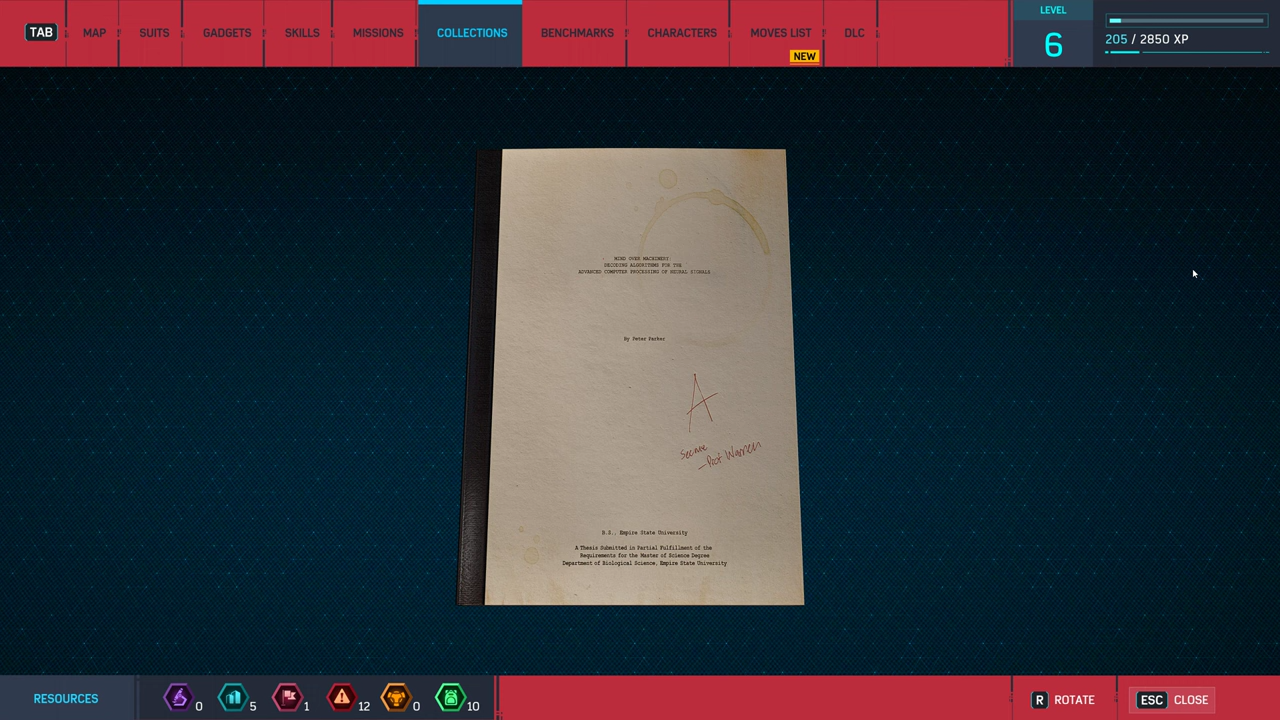 TAB
MAP
SUITS
GADGETS
SKILLS
MISSIONS
COLLECTIONS
BENCHMARKS
CHARACTERS
MOVES LIST
NEW
DLC
LEVEL
6
205 / 2850 XP
MIND OVER MACHINERY:
DECODING ALGORITHMS FOR THE
ADVANCED COMPUTER PROCESSING OF NEURAL SIGNALS
By Peter Parker
A
- Prof Warren
B.S., Empire State University
A Thesis Submitted in Partial Fulfillment of the
Requirements for the Master of Science Degree
Department of Biological Science, Empire State University
RESOURCES
0
5
1
12
0
10
R ROTATE
ESC CLOSE